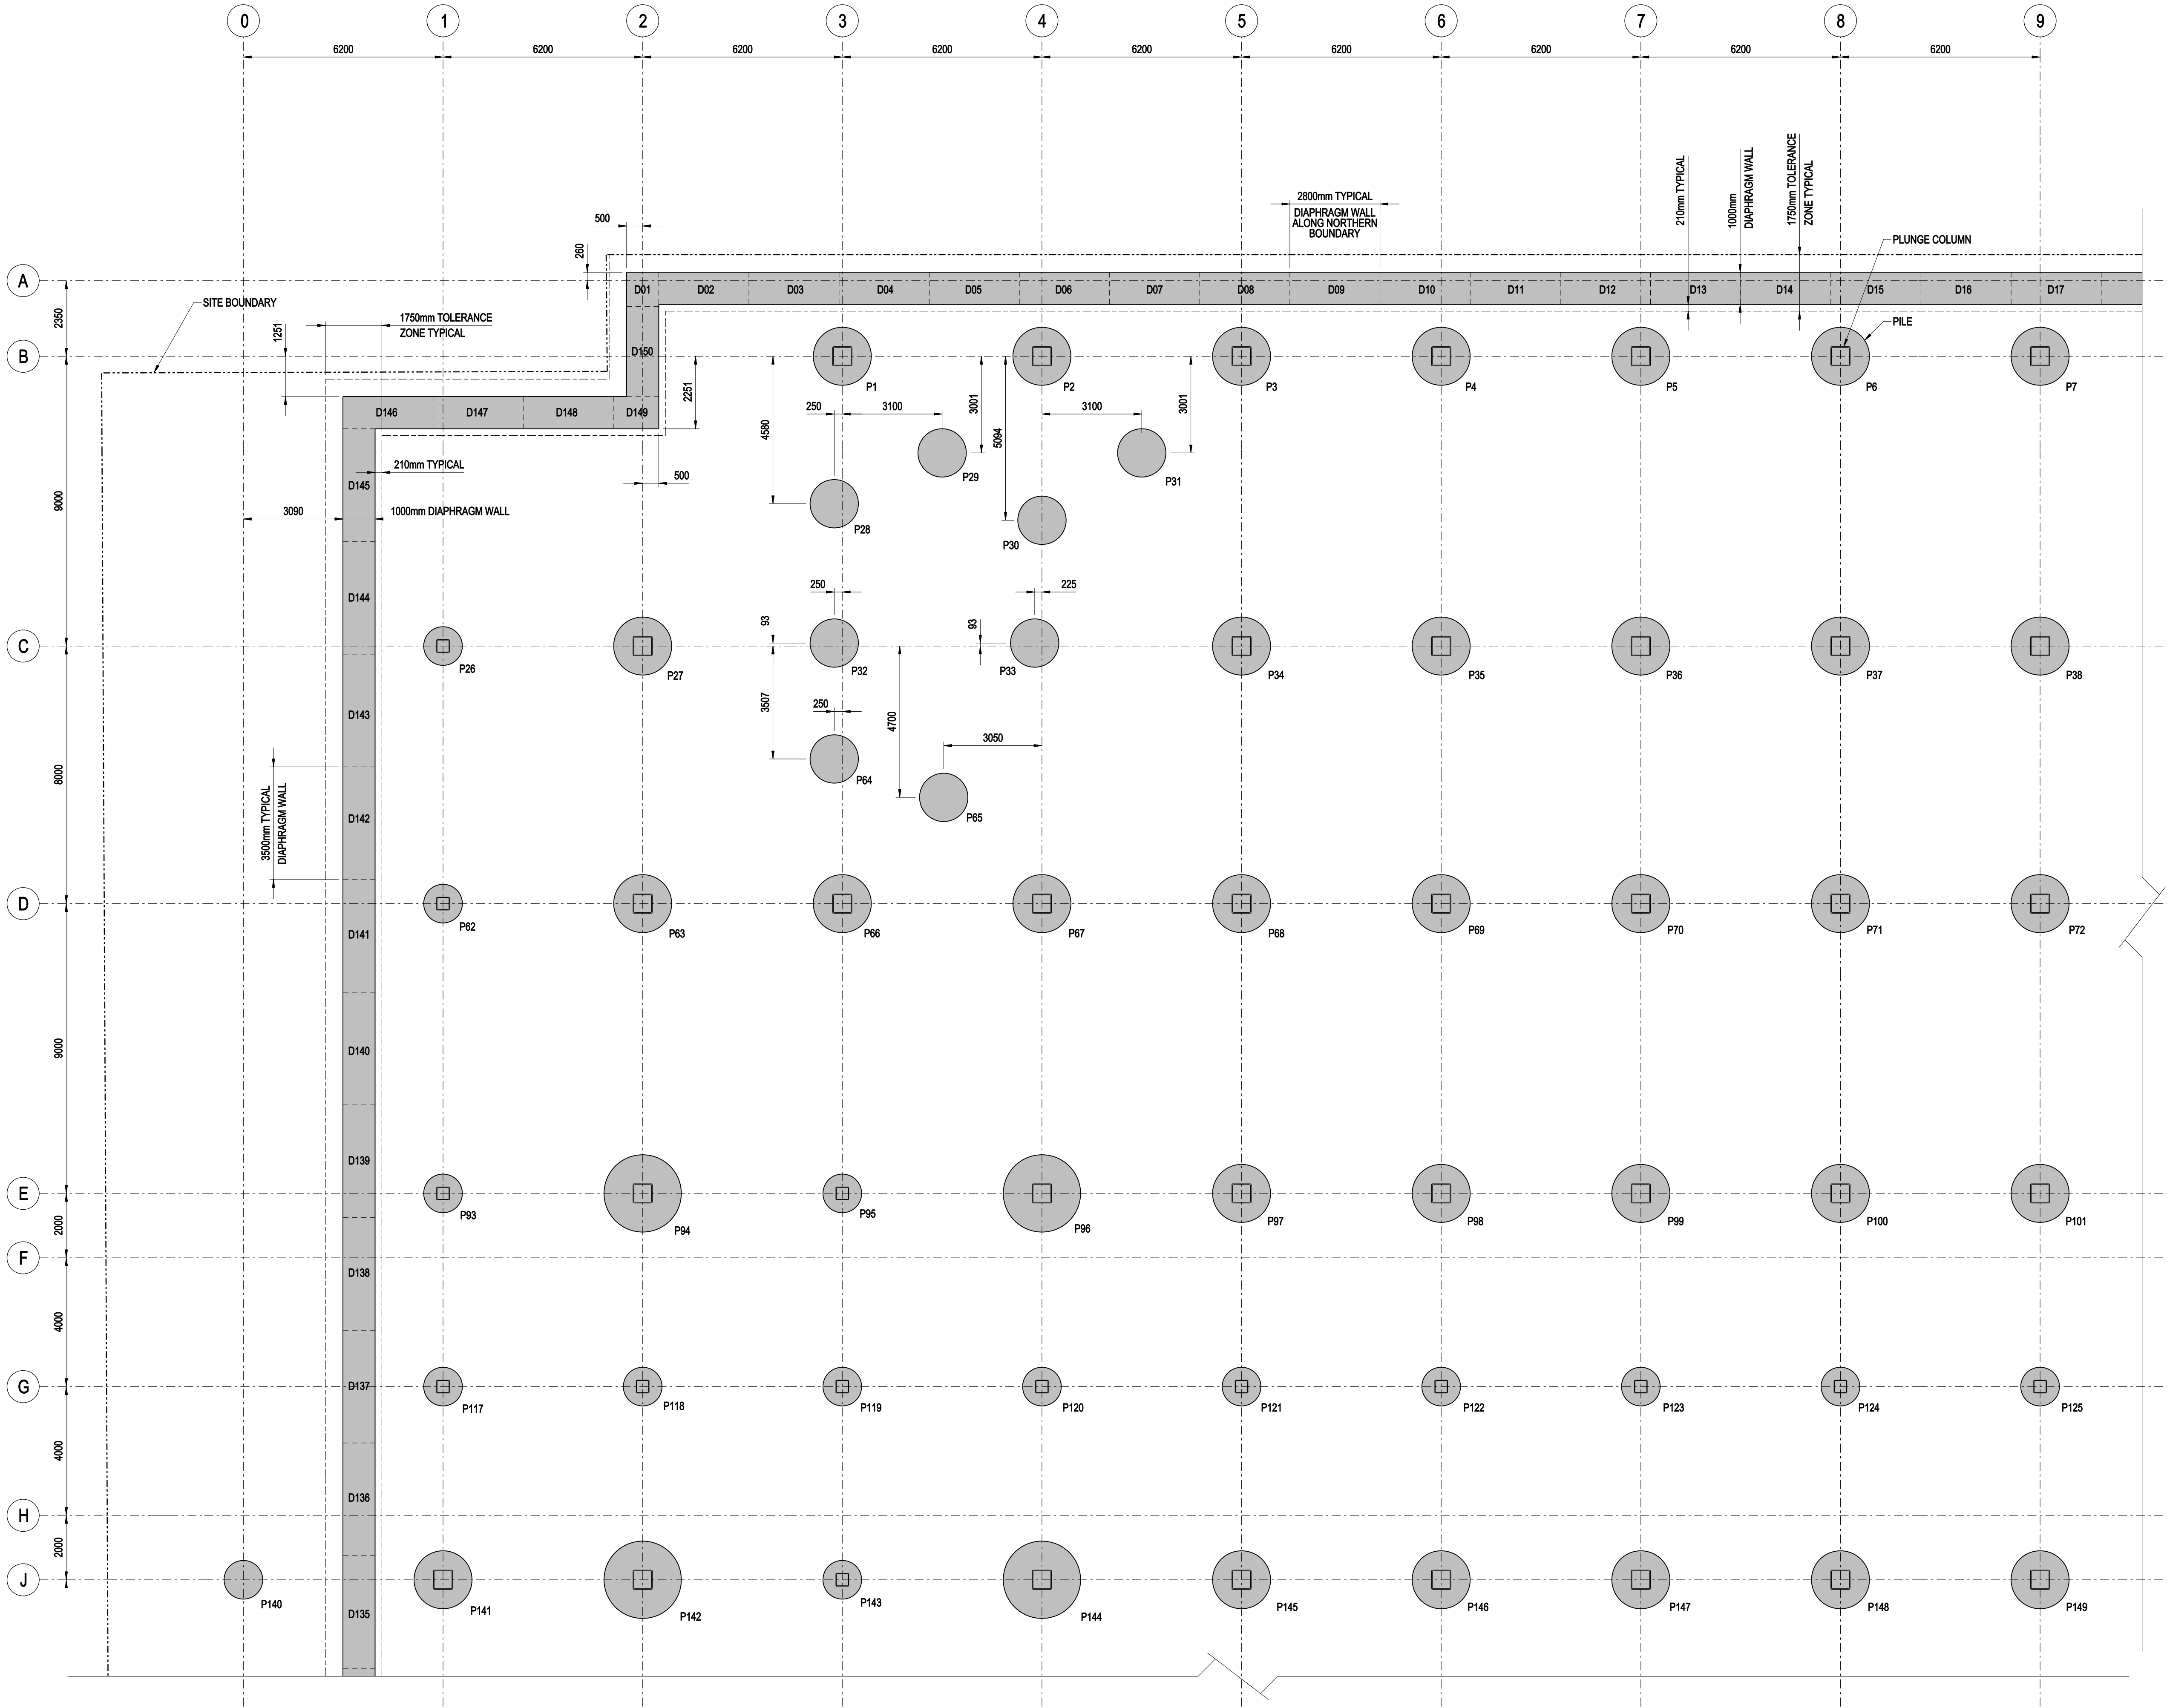 0 1 2 3 4 5 6 7 8 9
6200 6200 6200 6200 6200 6200 6200 6200 6200
210mm TYPICAL
1000mm
DIAPHRAGM WALL
1750mm TOLERANCE
ZONE TYPICAL
2800mm TYPICAL
DIAPHRAGM WALL
ALONG NORTHERN
BOUNDARY
500
260
PLUNGE COLUMN
A
D01 D02 D03 D04 D05 D06 D07 D08 D09 D10 D11 D12 D13 D14 D15 D16 D17
SITE BOUNDARY
1750mm TOLERANCE
ZONE TYPICAL
2350
1251
PILE
B
D150
P1 P2 P3 P4 P5 P6 P7
2251
4580
250
3100
3001
5094
3100
3001
D146 D147 D148 D149
210mm TYPICAL
D145
500
P29
P31
9000
3090
1000mm DIAPHRAGM WALL
P28
P30
250
225
D144
93
93
C
P26 P27 P32 P33 P34 P35 P36 P37 P38
D143
3507
250
4700
3050
8000
3500mm TYPICAL
DIAPHRAGM WALL
P64
P65
D142
D
P62 P63 P66 P67 P68 P69 P70 P71 P72
D141
9000
D140
D139
E
P93 P94 P95 P96 P97 P98 P99 P100 P101
2000
F
D138
4000
G
D137
P117 P118 P119 P120 P121 P122 P123 P124 P125
4000
D136
H
2000
J
P140 P141 P142 P143 P144 P145 P146 P147 P148 P149
D135